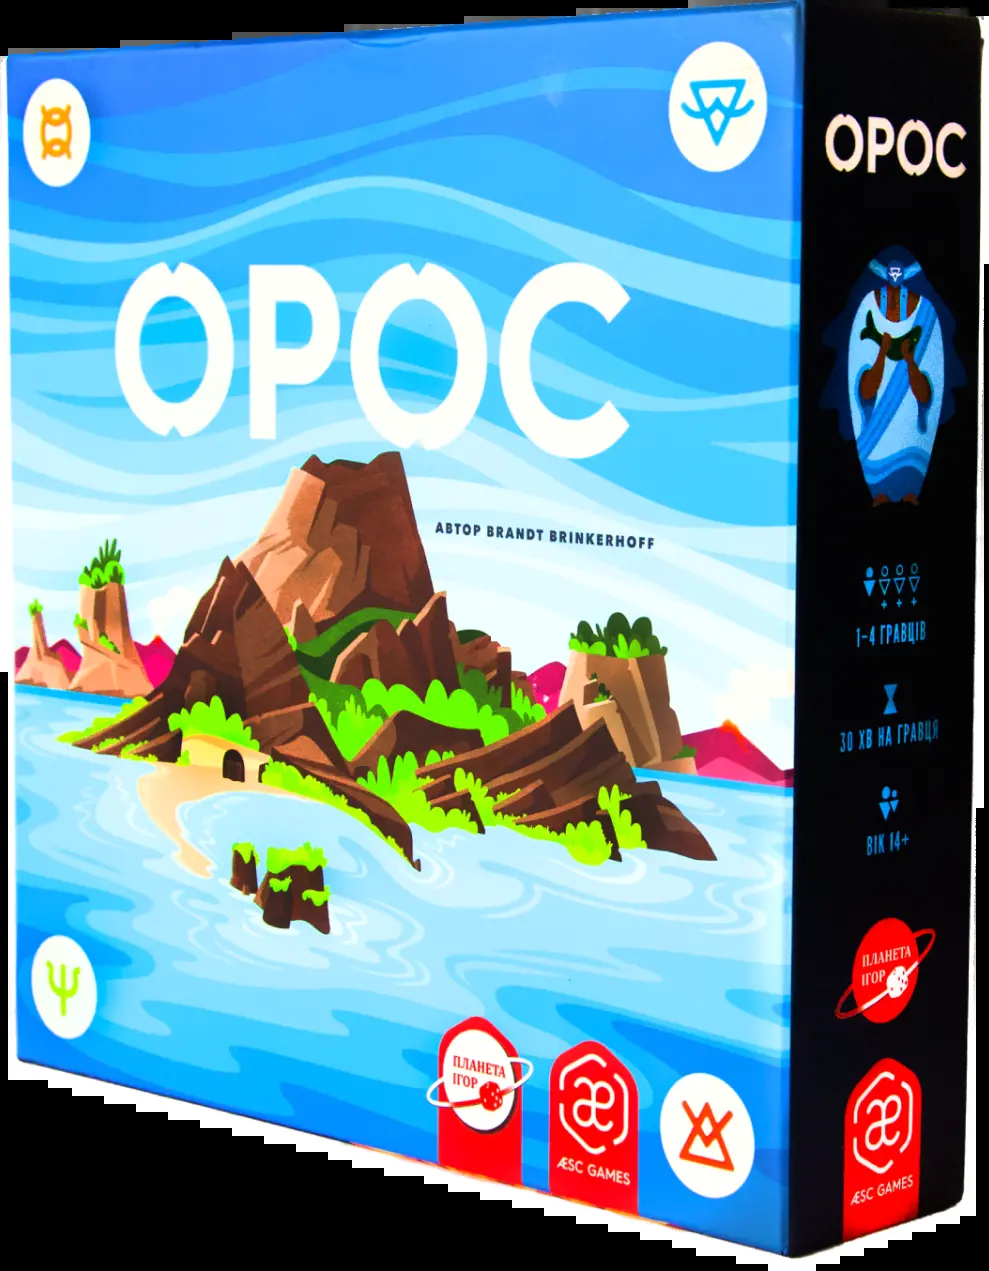 ОРОС
АВТОР BRANDT BRINKERHOFF
ПЛАНЕТА
ІГОР
æ
ÆSC GAMES
ОРОС
1-4 ГРАВЦІВ
30 ХВ НА ГРАВЦЯ
ВІК 14+
ПЛАНЕТА
ІГОР
æ
ÆSC GAMES